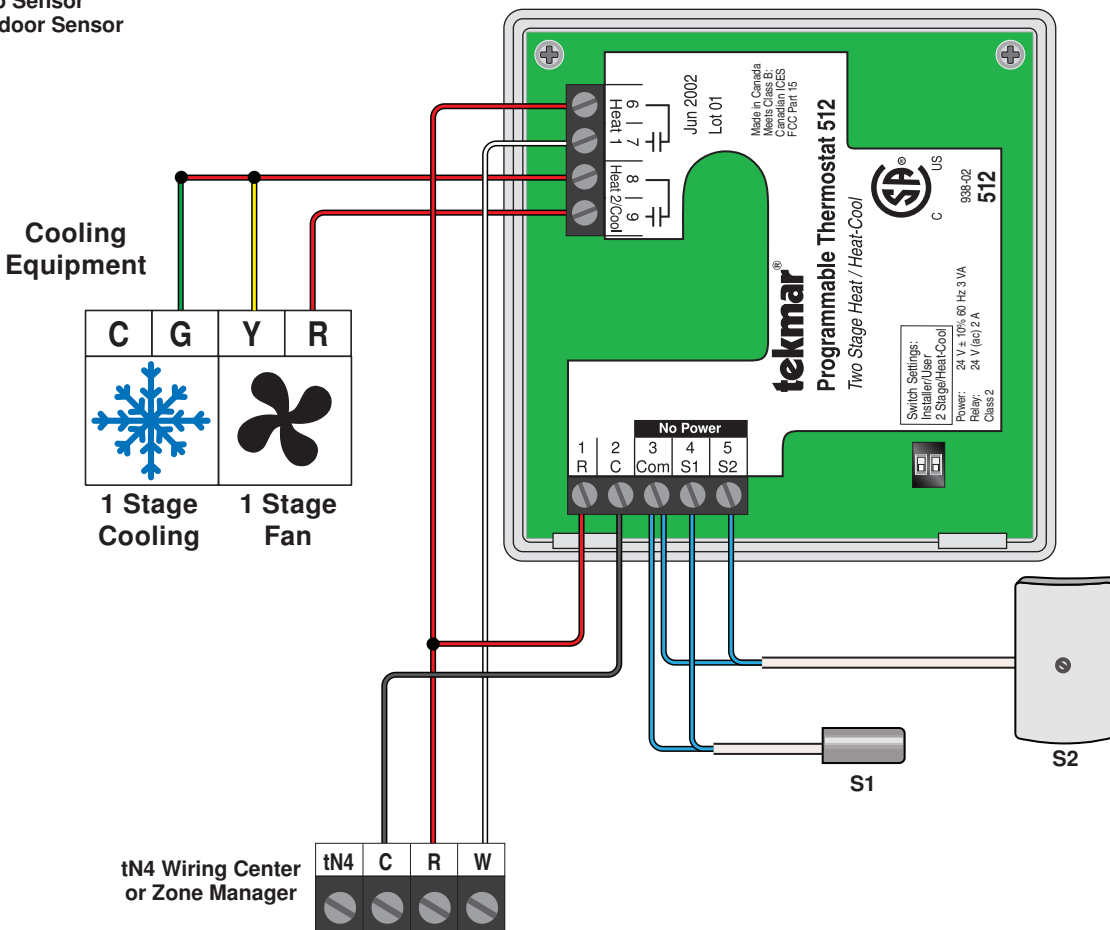 Sensor
door Sensor
6
Heat 1
7
8
Heat 2/Cool
9
Jun 2002
Lot 01
Made in Canada
Meets Class B:
Canadian ICES
FCC Part 15
tekmar®
Programmable Thermostat 512
Two Stage Heat / Heat-Cool
SA®
C US
938-02
512
Switch Settings:
Installer/User
2 Stage/Heat-Cool
Power: 24 V ± 10% 60 Hz 3 VA
Relay: 24 V (ac) 2 A
Class 2
Cooling
Equipment
C G Y R
1 Stage
Cooling
1 Stage
Fan
No Power
1 2 3 4 5
R C Com S1 S2
S2
S1
tN4 Wiring Center
or Zone Manager
tN4 C R W